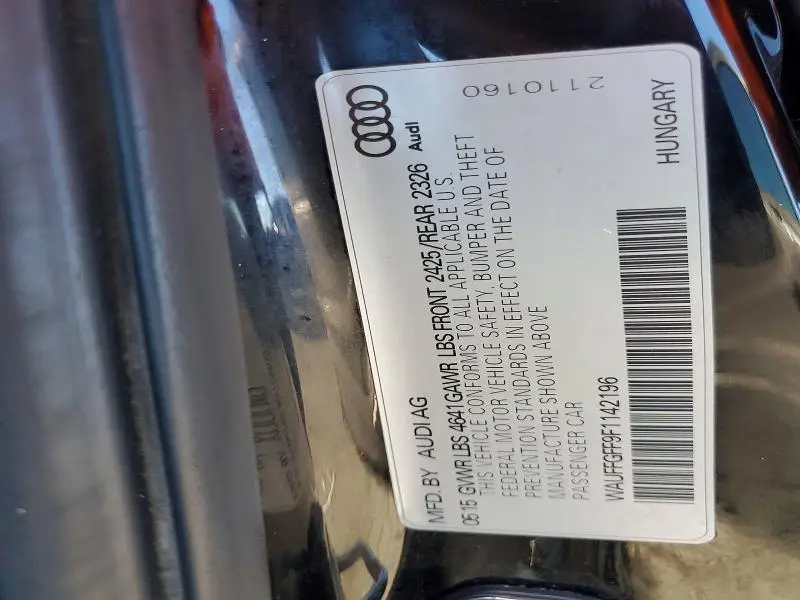 MFD. BY AUDI AG
0515 GVWR LBS 4641 GAWR LBS FRONT 2425/REAR 2326
Audi
THIS VEHICLE CONFORMS TO ALL APPLICABLE U.S.
FEDERAL MOTOR VEHICLE SAFETY, BUMPER AND THEFT
PREVENTION STANDARDS IN EFFECT ON THE DATE OF
MANUFACTURE SHOWN ABOVE
PASSENGER CAR
2110160
WAUFFGFF9F1142196
HUNGARY